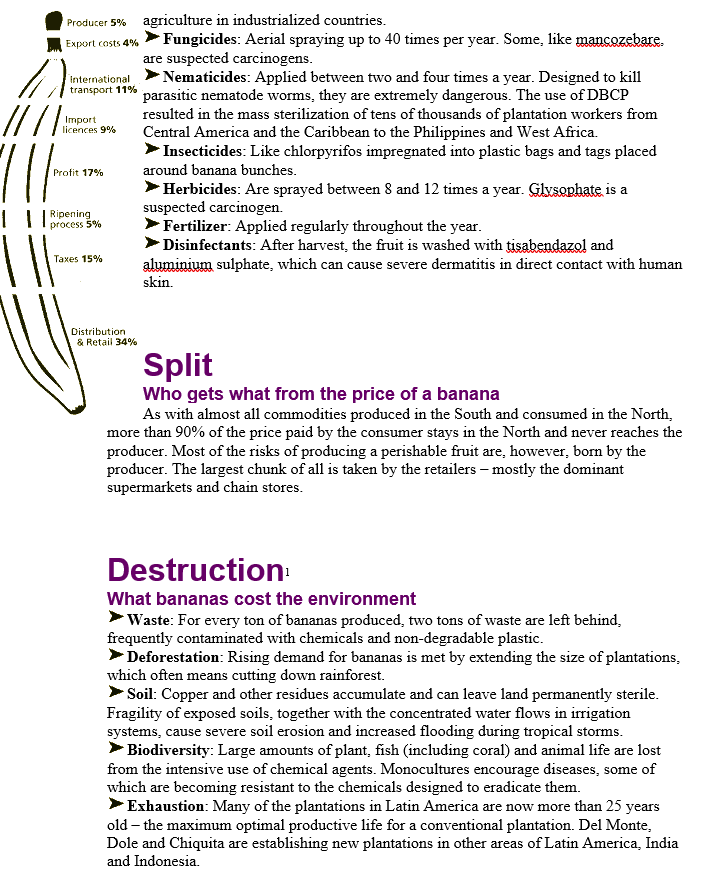 Producer 5%
Export costs 4%
International
transport 11%
Import
licences 9%
Profit 17%
Ripening
process 5%
Taxes 15%
Distribution
& Retail 34%
agriculture in industrialized countries.
➤ Fungicides: Aerial spraying up to 40 times per year. Some, like mancozebare,
are suspected carcinogens.
➤ Nematicides: Applied between two and four times a year. Designed to kill
parasitic nematode worms, they are extremely dangerous. The use of DBCP
resulted in the mass sterilization of tens of thousands of plantation workers from
Central America and the Caribbean to the Philippines and West Africa.
➤ Insecticides: Like chlorpyrifos impregnated into plastic bags and tags placed
around banana bunches.
➤ Herbicides: Are sprayed between 8 and 12 times a year. Glysophate is a
suspected carcinogen.
➤ Fertilizer: Applied regularly throughout the year.
➤ Disinfectants: After harvest, the fruit is washed with tisabendazol and
aluminium sulphate, which can cause severe dermatitis in direct contact with human
skin.
Split
Who gets what from the price of a banana
As with almost all commodities produced in the South and consumed in the North,
more than 90% of the price paid by the consumer stays in the North and never reaches the
producer. Most of the risks of producing a perishable fruit are, however, born by the
producer. The largest chunk of all is taken by the retailers – mostly the dominant
supermarkets and chain stores.
Destruction1
What bananas cost the environment
➤ Waste: For every ton of bananas produced, two tons of waste are left behind,
frequently contaminated with chemicals and non-degradable plastic.
➤ Deforestation: Rising demand for bananas is met by extending the size of plantations,
which often means cutting down rainforest.
➤ Soil: Copper and other residues accumulate and can leave land permanently sterile.
Fragility of exposed soils, together with the concentrated water flows in irrigation
systems, cause severe soil erosion and increased flooding during tropical storms.
➤ Biodiversity: Large amounts of plant, fish (including coral) and animal life are lost
from the intensive use of chemical agents. Monocultures encourage diseases, some of
which are becoming resistant to the chemicals designed to eradicate them.
➤ Exhaustion: Many of the plantations in Latin America are now more than 25 years
old – the maximum optimal productive life for a conventional plantation. Del Monte,
Dole and Chiquita are establishing new plantations in other areas of Latin America, India
and Indonesia.